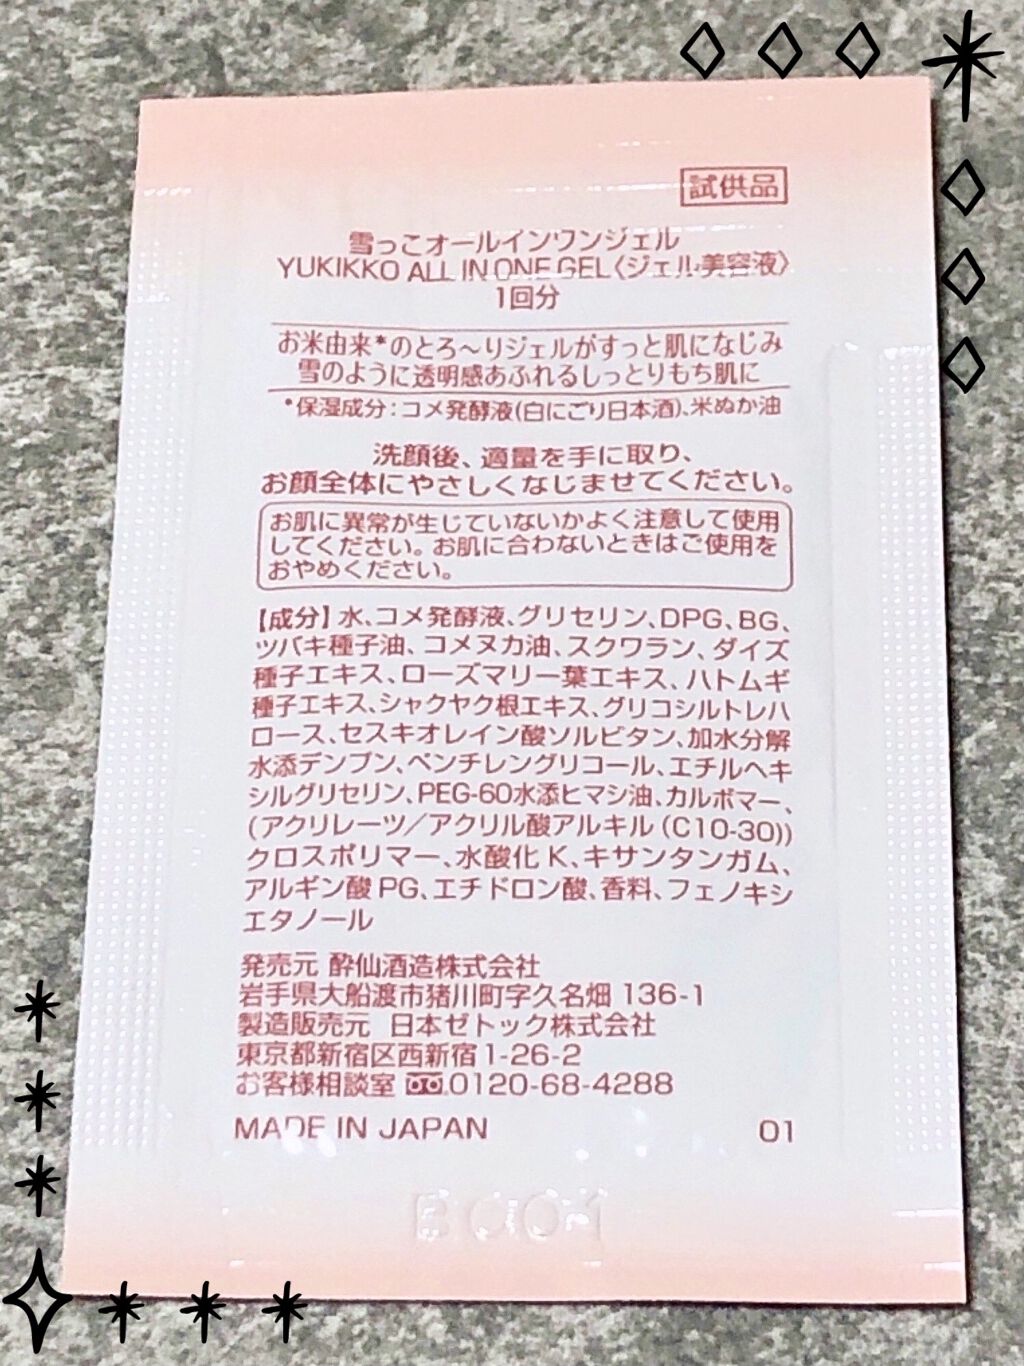 試供品
雪っこオールインワンジェル
YUKIKKO ALL IN ONE GEL〈ジェル美容液〉
1回分
お米由来*のとろ〜りジェルがすっと肌になじみ
雪のように透明感あふれるしっとりもち肌に
*保湿成分:コメ発酵液(白にごり日本酒)、米ぬか油
洗顔後、適量を手に取り、
お顔全体にやさしくなじませてください。
お肌に異常が生じていないかよく注意して使用
してください。お肌に合わないときはご使用を
おやめください。
【成分】水、コメ発酵液、グリセリン、DPG、BG、
ツバキ種子油、コメヌカ油、スクワラン、ダイズ
種子エキス、ローズマリー葉エキス、ハトムギ
種子エキス、シャクヤク根エキス、グリコシルトレハ
ロース、セスキオレイン酸ソルビタン、加水分解
水添デンプン、ペンチレングリコール、エチルヘキ
シルグリセリン、PEG-60水添ヒマシ油、カルボマー、
(アクリレーツ/アクリル酸アルキル(C10-30))
クロスポリマー、水酸化K、キサンタンガム、
アルギン酸PG、エチドロン酸、香料、フェノキシ
エタノール
発売元 酔仙酒造株式会社
岩手県大船渡市猪川町字久名畑 136-1
製造販売元 日本ゼトック株式会社
東京都新宿区西新宿1-26-2
お客様相談室 0120-68-4288
MADE IN JAPAN 01